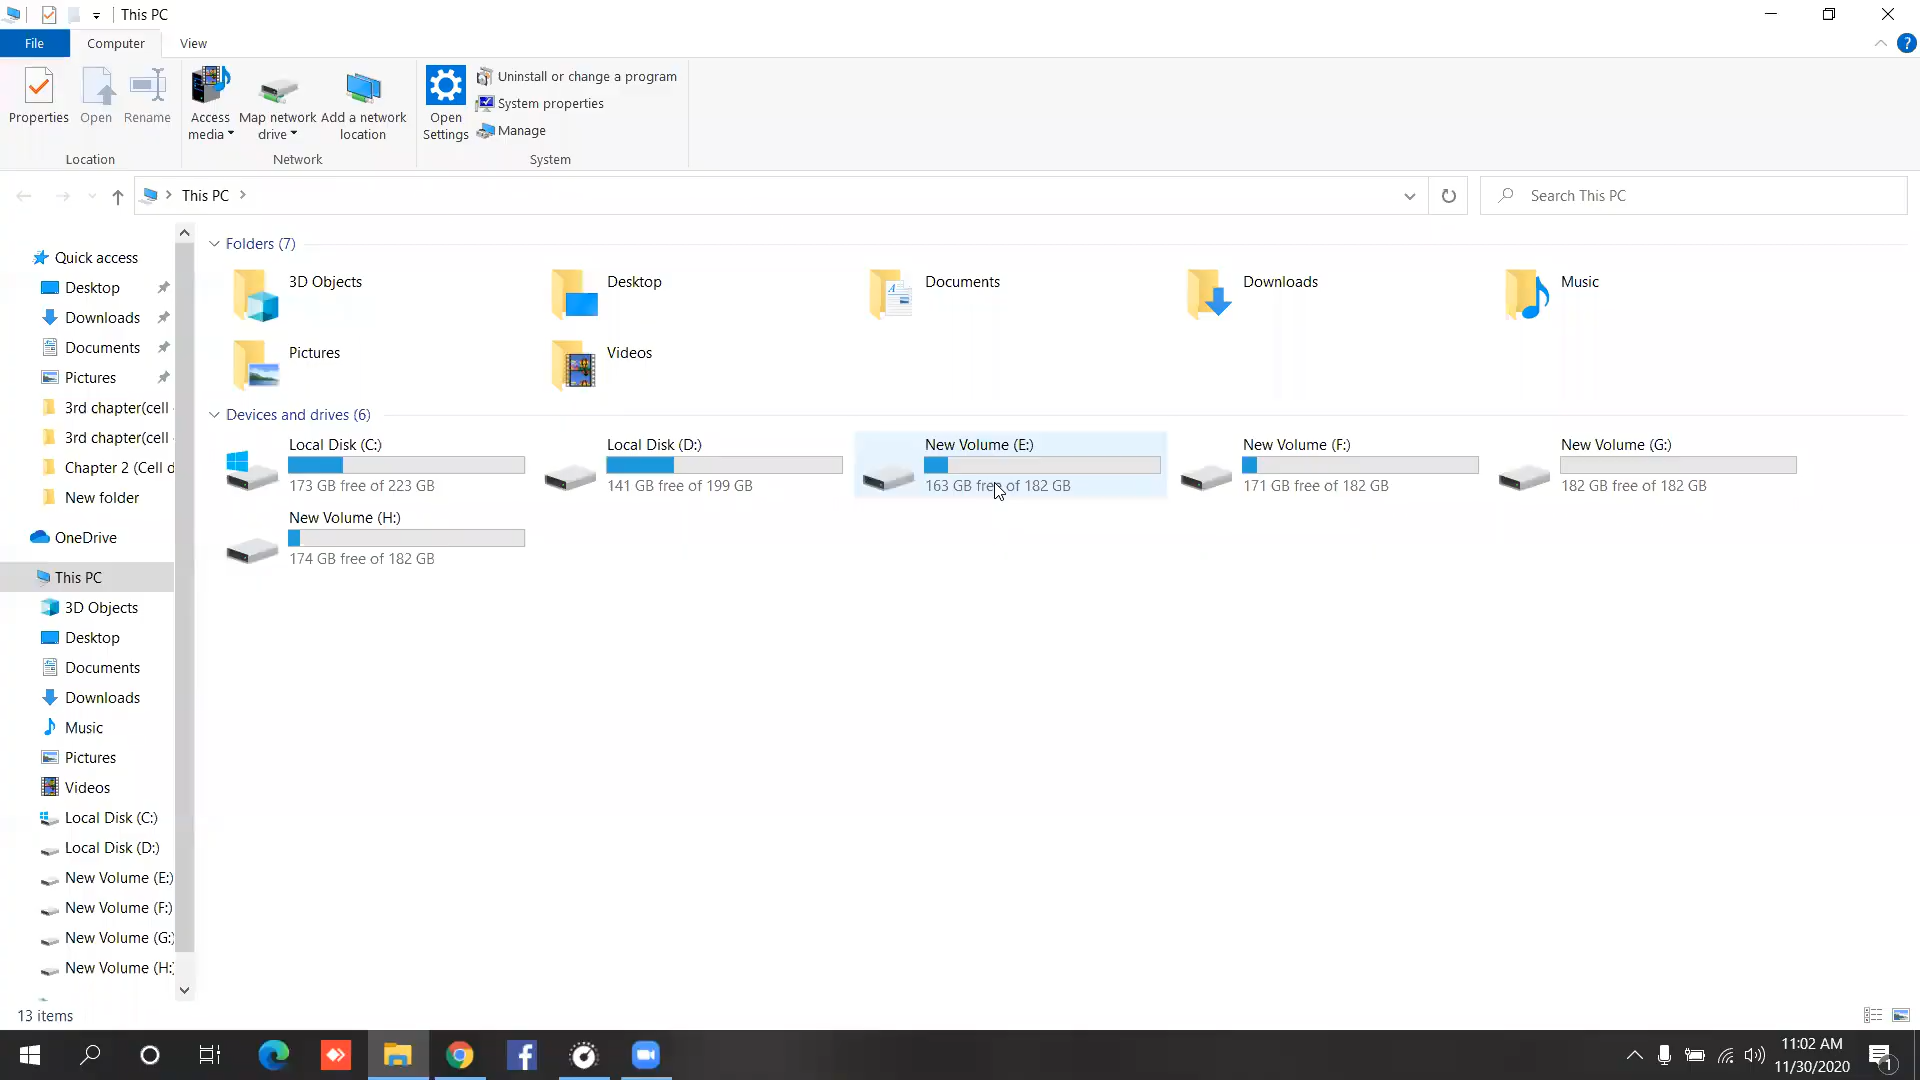 This PC
File
Computer
View
Properties
Open
Rename
Access media
Map network drive
Add a network location
Open Settings
Uninstall or change a program
System properties
Manage
Location
Network
System
This PC
Search This PC
Quick access
Desktop
Downloads
Documents
Pictures
3rd chapter(cell
3rd chapter(cell
Chapter 2 (Cell d
New folder
OneDrive
This PC
3D Objects
Desktop
Documents
Downloads
Music
Pictures
Videos
Local Disk (C:)
Local Disk (D:)
New Volume (E:)
New Volume (F:)
New Volume (G:)
New Volume (H:)
Folders (7)
3D Objects
Desktop
Documents
Downloads
Music
Pictures
Videos
Devices and drives (6)
Local Disk (C:)
173 GB free of 223 GB
Local Disk (D:)
141 GB free of 199 GB
New Volume (E:)
163 GB free of 182 GB
New Volume (F:)
171 GB free of 182 GB
New Volume (G:)
182 GB free of 182 GB
New Volume (H:)
174 GB free of 182 GB
13 items
11:02 AM
11/30/2020
1